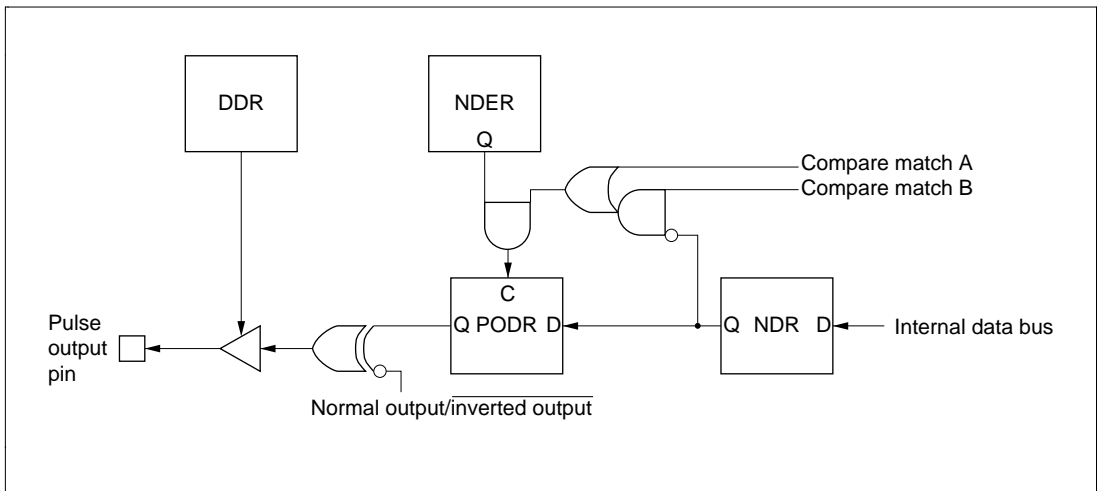 DDR
NDER
Q
Compare match A
Compare match B
C
Q PODR D
Q NDR D
Internal data bus
Pulse
output
pin
Normal output/inverted output